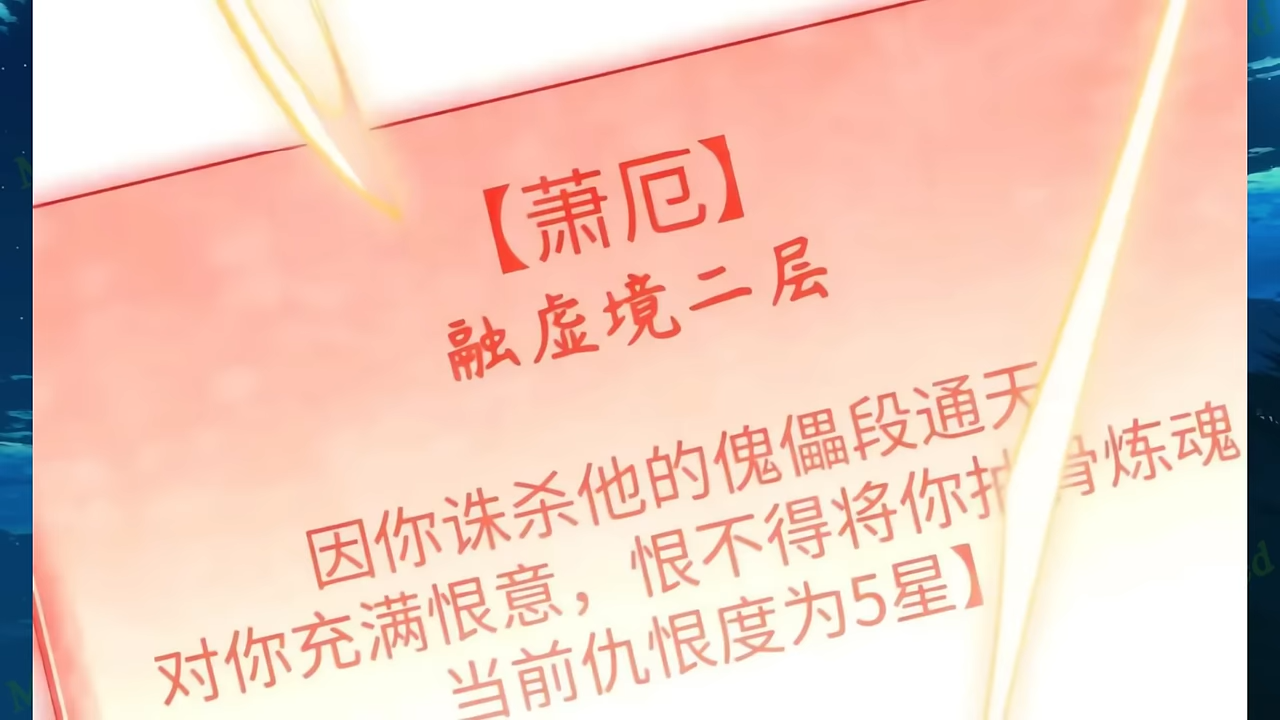 【萧厄】
融虚境二层
因你诛杀他的傀儡段通天
对你充满恨意，恨不得将你抽骨炼魂
当前仇恨度为5星】